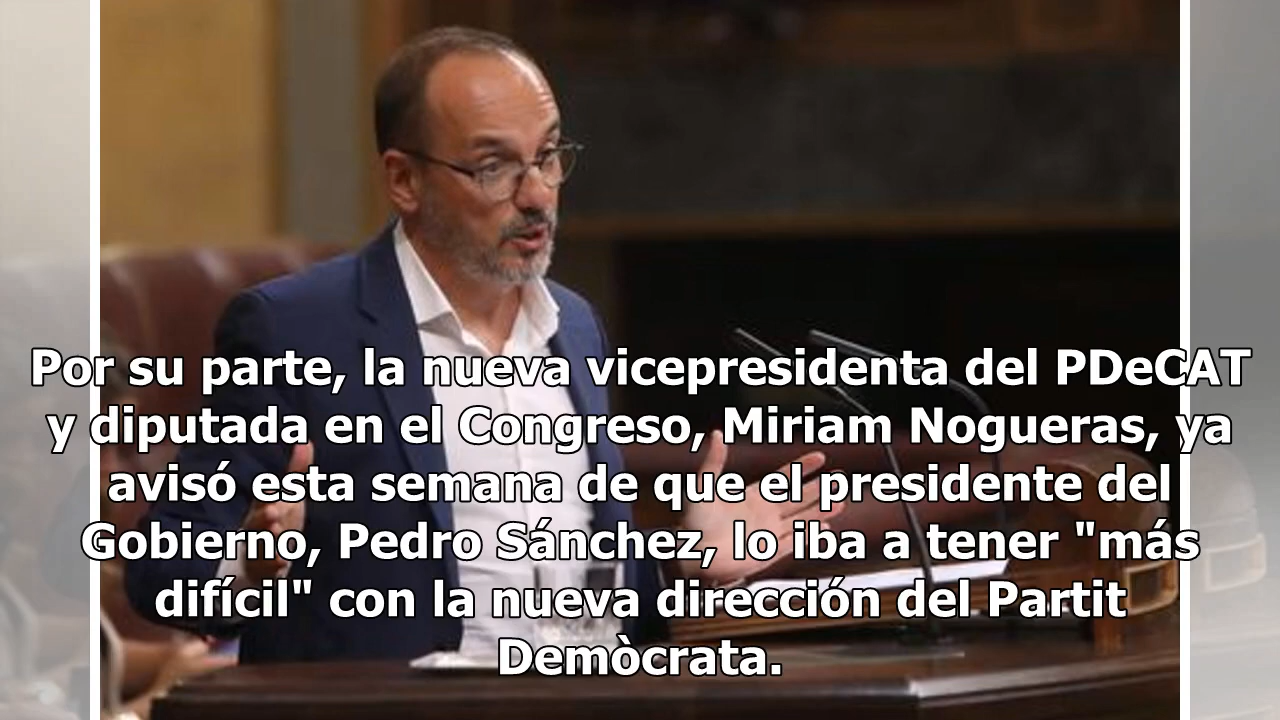 Por su parte, la nueva vicepresidenta del PDeCAT
y diputada en el Congreso, Miriam Nogueras, ya
avisó esta semana de que el presidente del
Gobierno, Pedro Sánchez, lo iba a tener "más
difícil" con la nueva dirección del Partit
Demòcrata.